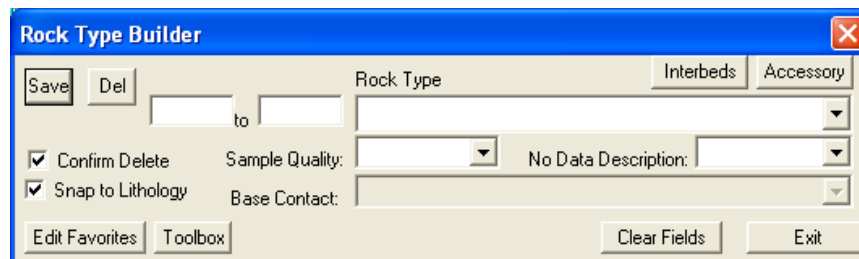 Rock Type Builder
Save Del Rock Type Interbeds Accessory
to
Confirm Delete Sample Quality: No Data Description:
Snap to Lithology Base Contact:
Edit Favorites Toolbox Clear Fields Exit